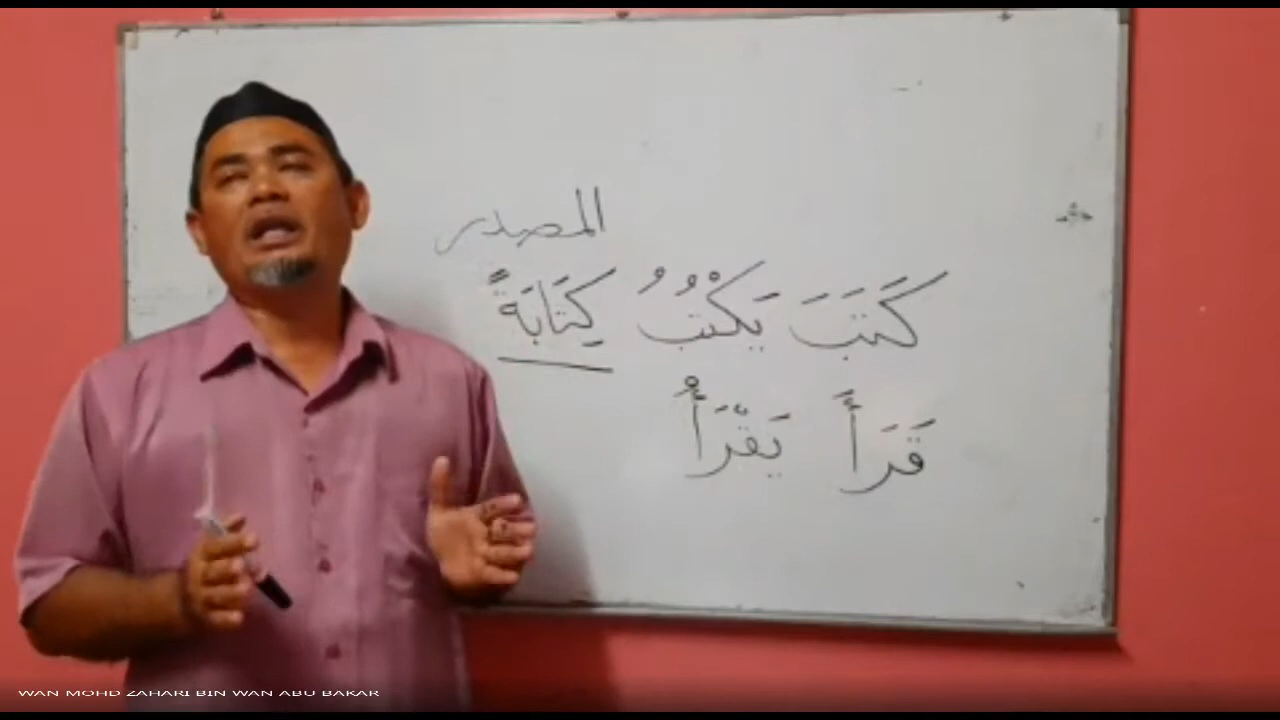 المصدر
كَتَبَ يَكْتُبُ كِتَابَةً
قَرَأَ يَقْرَأُ
WAN MOHD ZAHARI BIN WAN ABU BAKAR